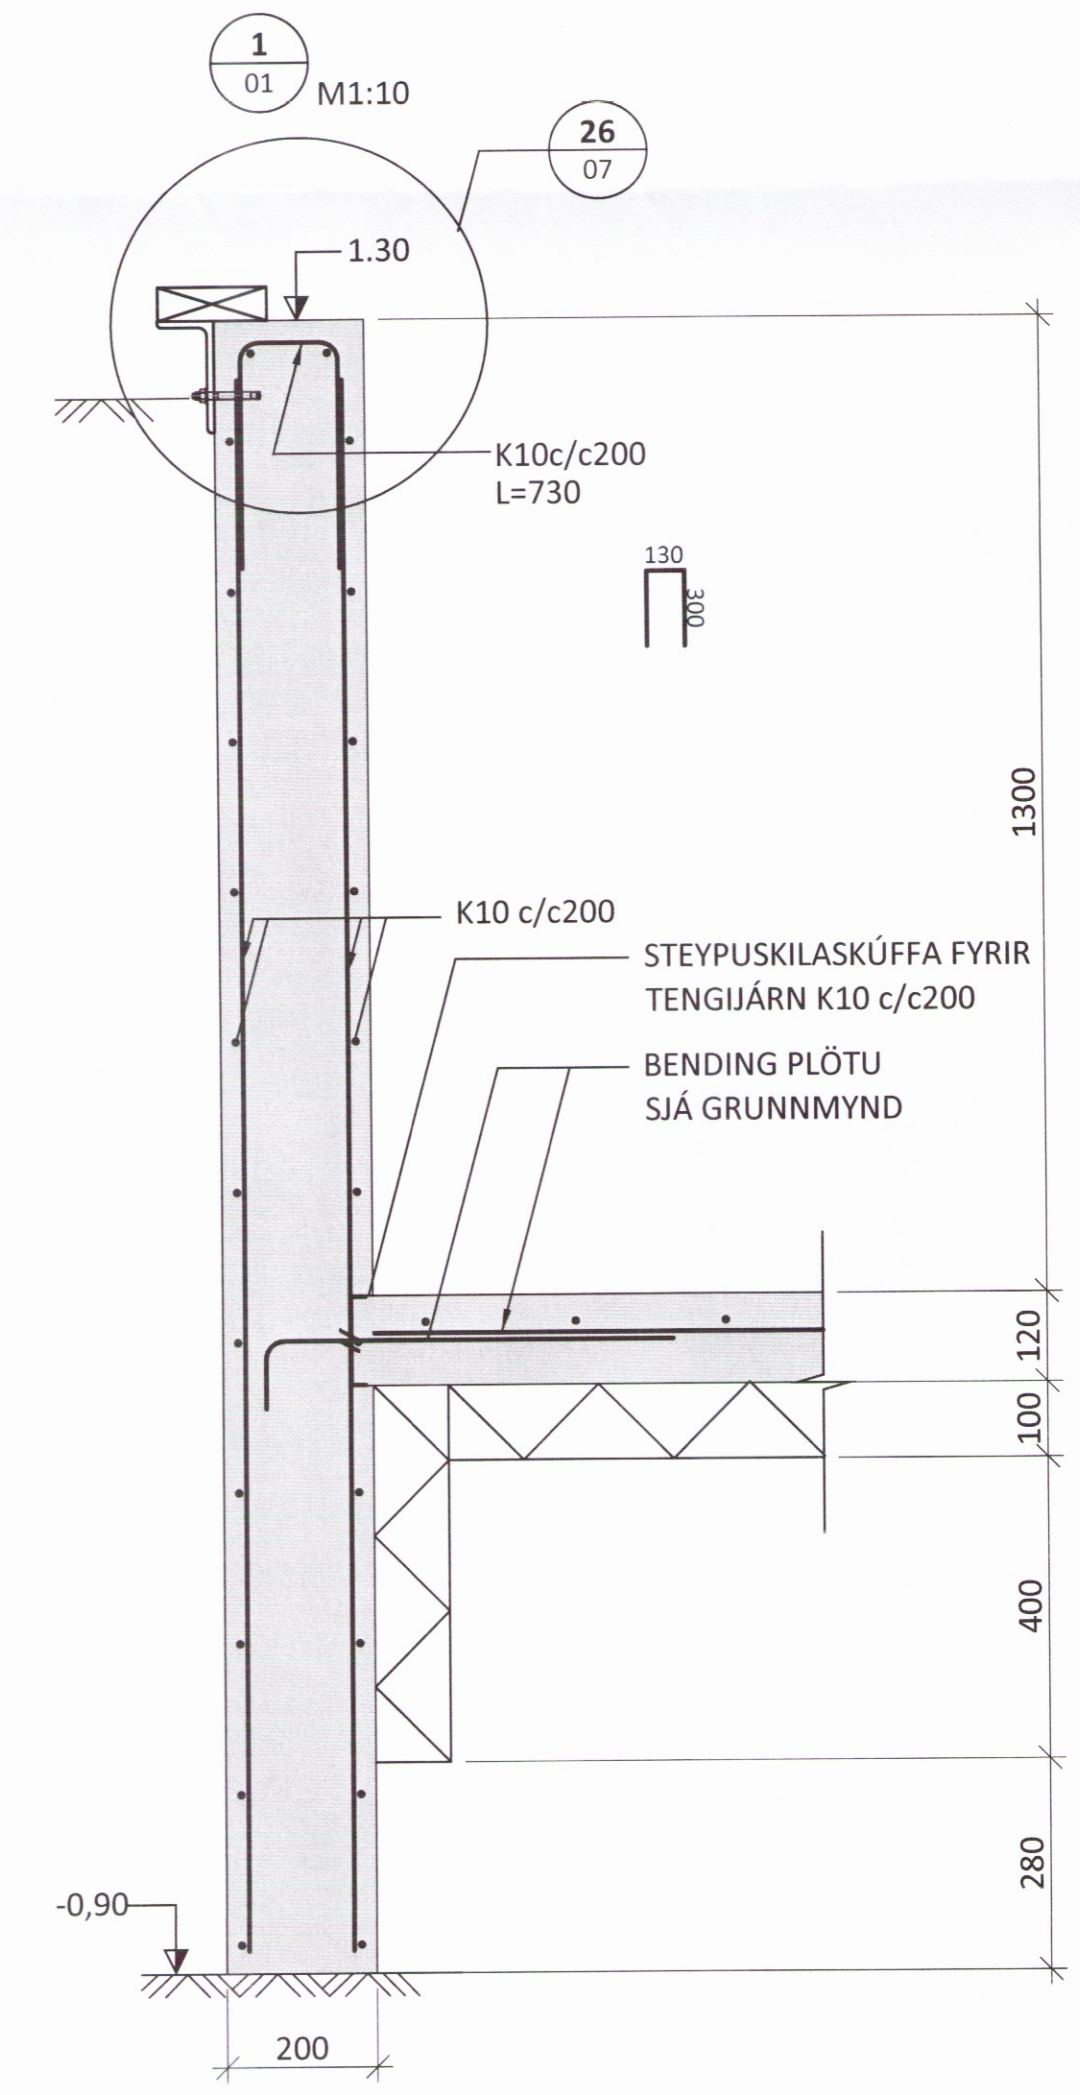 1
01
M1:10
26
07
1.30
K10c/c200
L=730
130
300
1300
K10 c/c200
STEYPUSKILASKÚFFA FYRIR
TENGIJÁRN K10 c/c200
BENDING PLÖTU
SJÁ GRUNNMYND
120
100
400
280
-0,90
200